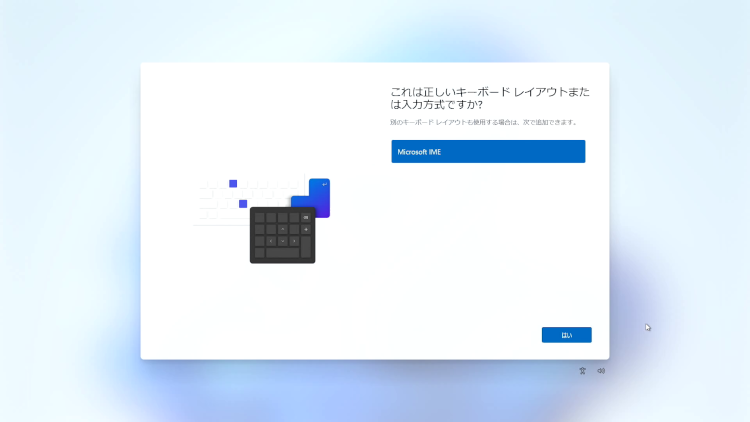 これは正しいキーボード レイアウトまた
は入力方式ですか?
別のキーボード レイアウトも使用する場合は、次で追加できます。
Microsoft IME
はい